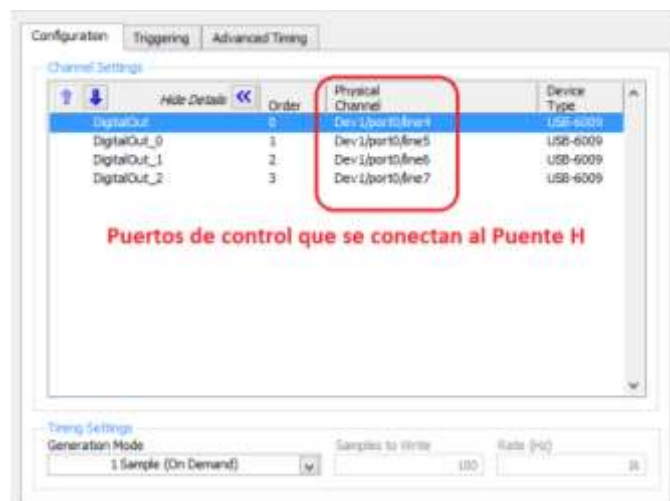 Configuration Triggering Advanced Timing
Channel Settings
Hide Details Order Physical Channel Device Type
DigitalOut 0 Dev1/port0/line4 USB-6009
DigitalOut_0 1 Dev1/port0/line5 USB-6009
DigitalOut_1 2 Dev1/port0/line6 USB-6009
DigitalOut_2 3 Dev1/port0/line7 USB-6009
Puertos de control que se conectan al Puente H
Timing Settings
Generation Mode Samples to Write Rate (Hz)
1 Sample (On Demand) 100 1k